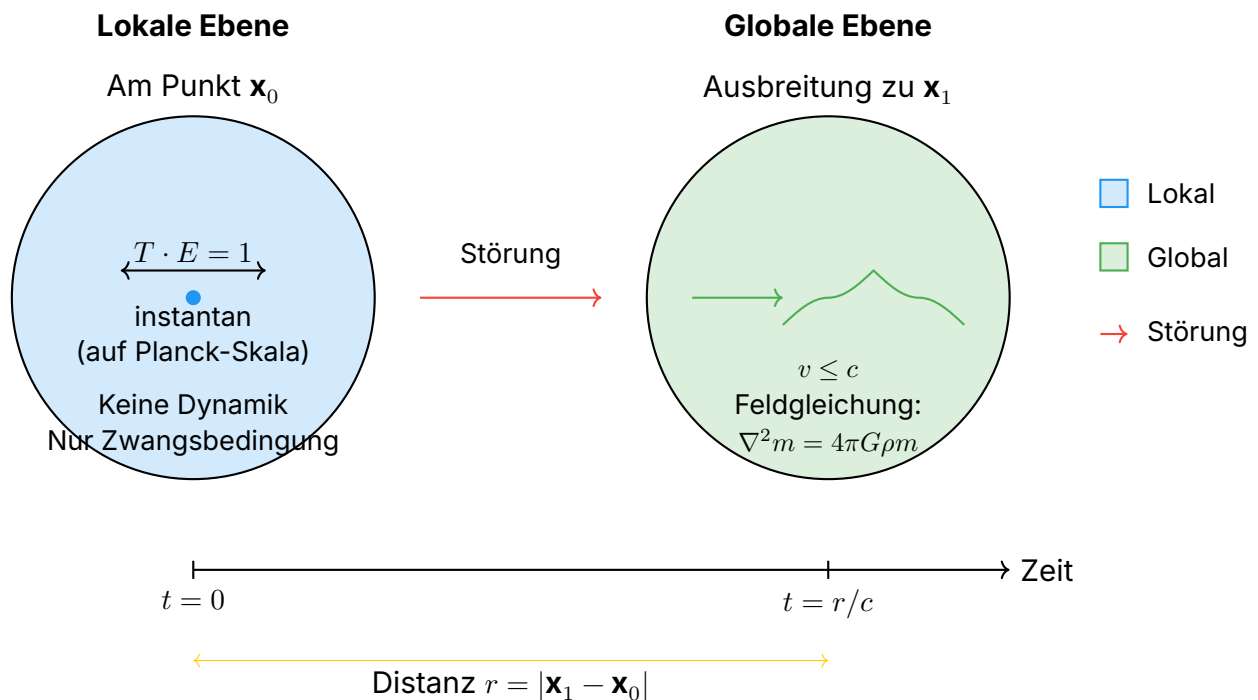 Lokale Ebene
Am Punkt x₀
T · E = 1
instantan
(auf Planck-Skala)
Keine Dynamik
Nur Zwangsbedingung
Störung
Globale Ebene
Ausbreitung zu x₁
v ≤ c
Feldgleichung:
∇²m = 4πGρm
Lokal
Global
Störung
Zeit
t = 0
t = r/c
Distanz r = |x₁ − x₀|